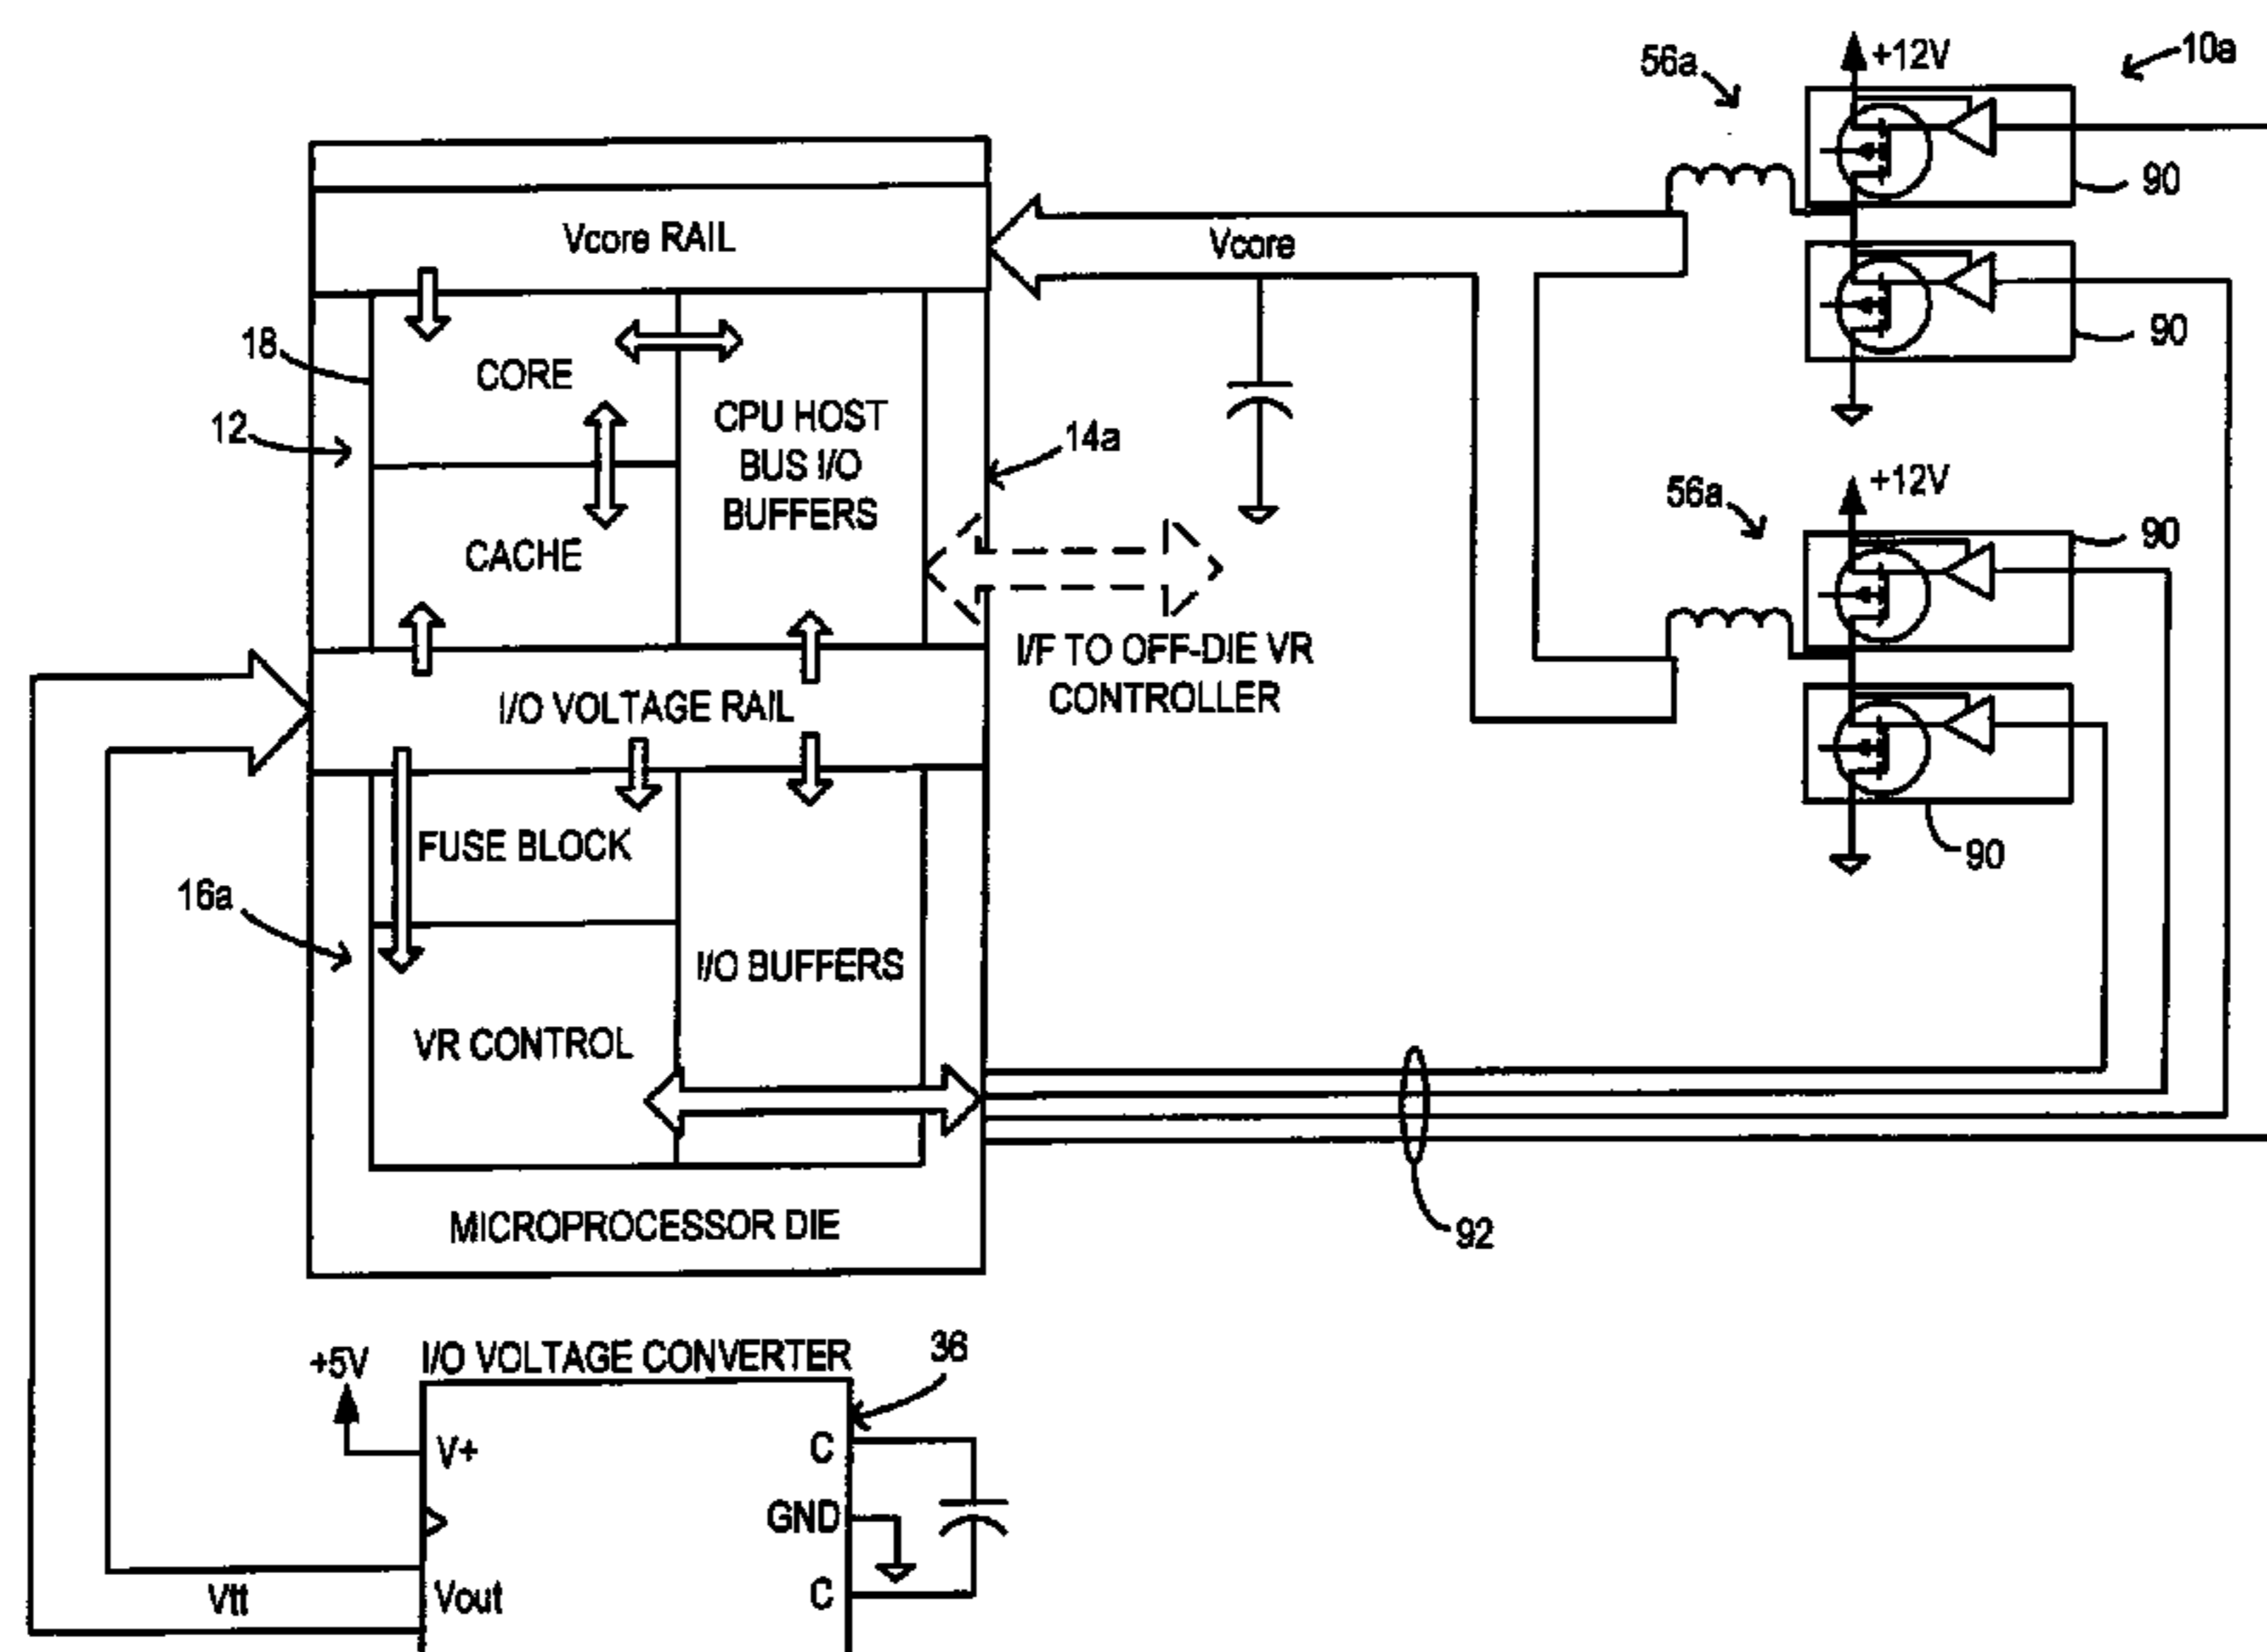 56a
+12V
10a
90
Vcore RAIL
Vcore
90
18
CORE
12
CPU HOST
BUS I/O
BUFFERS
14a
CACHE
56a
+12V
90
I/F TO OFF-DIE VR
CONTROLLER
I/O VOLTAGE RAIL
FUSE BLOCK
90
16a
I/O BUFFERS
VR CONTROL
MICROPROCESSOR DIE
92
+5V
I/O VOLTAGE CONVERTER
36
V+
C
GND
Vtt
Vout
C